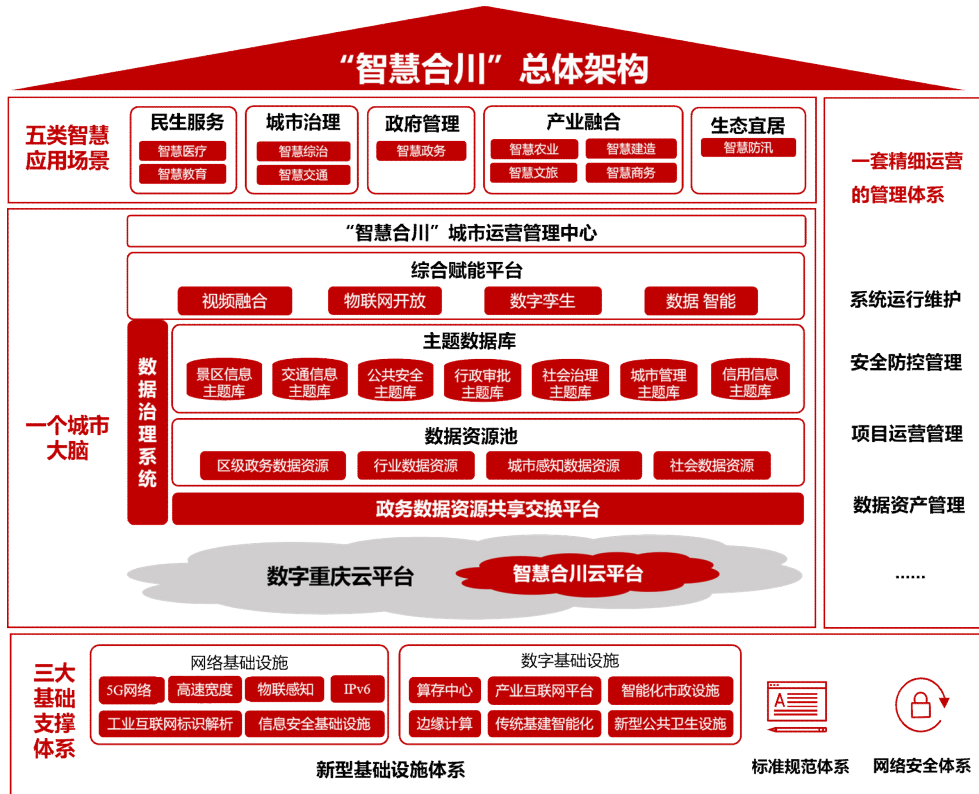 “智慧合川”总体架构
五类智慧
应用场景
民生服务
智慧医疗
智慧教育
城市治理
智慧综治
智慧交通
政府管理
智慧政务
产业融合
智慧农业 智慧建造
智慧文旅 智慧商务
生态宜居
智慧防汛
一套精细运营
的管理体系
系统运行维护
安全防控管理
项目运营管理
数据资产管理
……
一个城市
大脑
“智慧合川”城市运营管理中心
综合赋能平台
视频融合 物联网开放 数字孪生 数据 智能
数据治理系统
主题数据库
景区信息
主题库
交通信息
主题库
公共安全
主题库
行政审批
主题库
社会治理
主题库
城市管理
主题库
信用信息
主题库
数据资源池
区级政务数据资源 行业数据资源 城市感知数据资源 社会数据资源
政务数据资源共享交换平台
数字重庆云平台
智慧合川云平台
三大
基础
支撑
体系
网络基础设施
5G网络 高速宽度 物联感知 IPv6
工业互联网标识解析 信息安全基础设施
数字基础设施
算存中心 产业互联网平台 智能化市政设施
边缘计算 传统基建智能化 新型公共卫生设施
新型基础设施体系
A
标准规范体系
网络安全体系